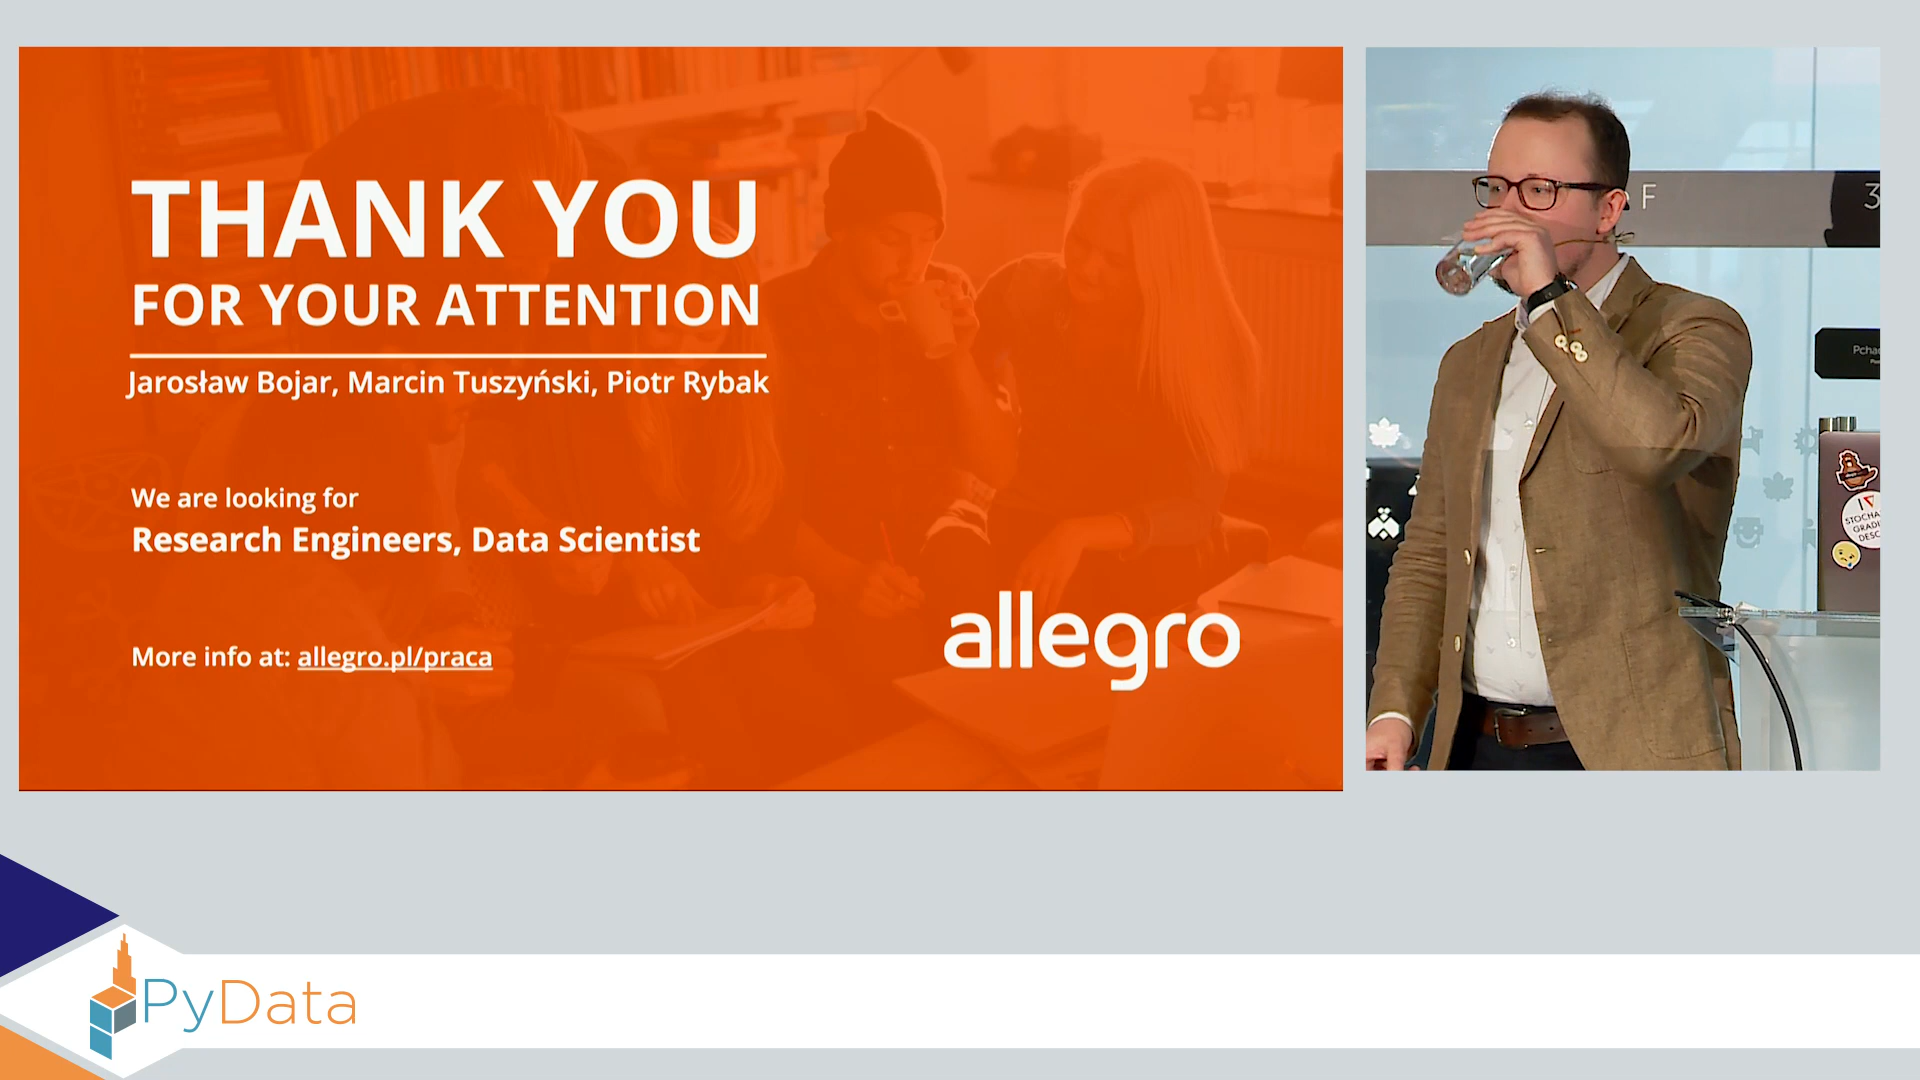 THANK YOU
FOR YOUR ATTENTION
Jarosław Bojar, Marcin Tuszyński, Piotr Rybak
We are looking for
Research Engineers, Data Scientist
More info at: allegro.pl/praca
allegro
F
3
I
PyData